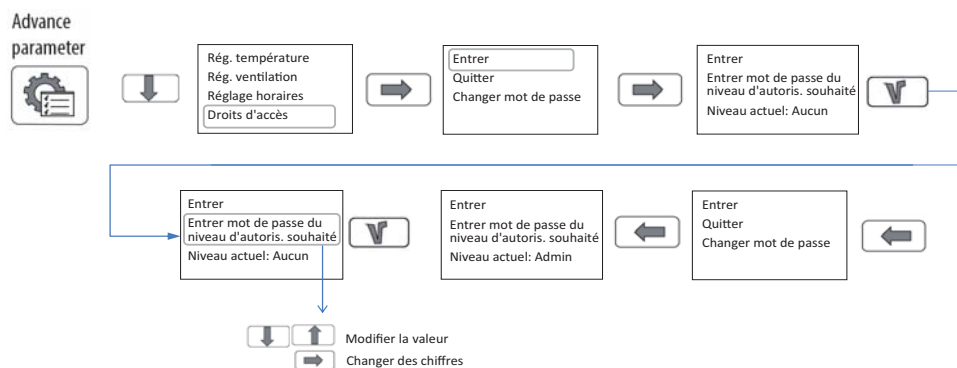 Advance
parameter
Rég. température
Rég. ventilation
Réglage horaires
Droits d'accès
Entrer
Quitter
Changer mot de passe
Entrer
Entrer mot de passe du
niveau d'autoris. souhaité
Niveau actuel: Aucun
Entrer
Entrer mot de passe du
niveau d'autoris. souhaité
Niveau actuel: Aucun
Entrer
Entrer mot de passe du
niveau d'autoris. souhaité
Niveau actuel: Admin
Entrer
Quitter
Changer mot de passe
Modifier la valeur
Changer des chiffres